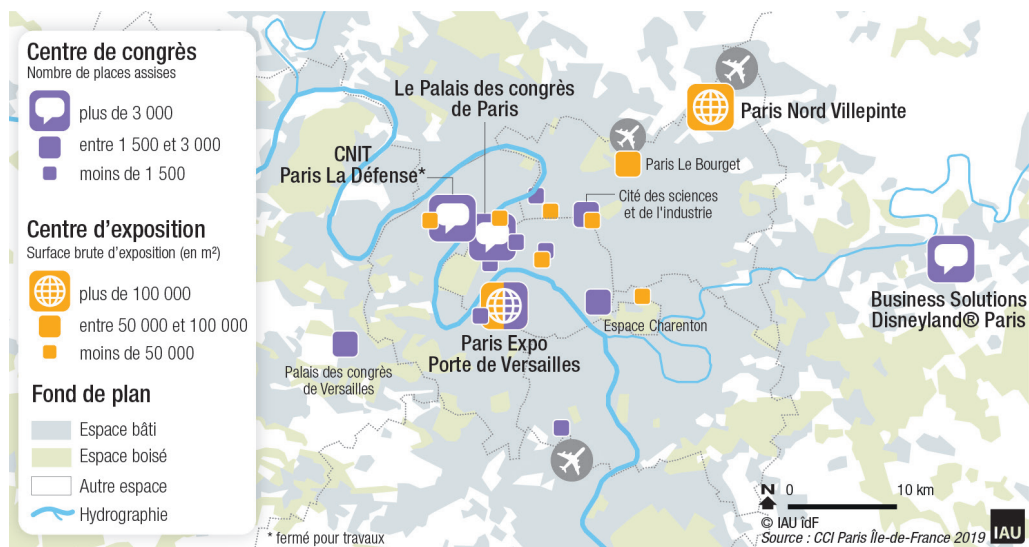 Centre de congrès
Nombre de places assises
plus de 3 000
entre 1 500 et 3 000
moins de 1 500
Centre d'exposition
Surface brute d'exposition (en m²)
plus de 100 000
entre 50 000 et 100 000
moins de 50 000
Fond de plan
Espace bâti
Espace boisé
Autre espace
Hydrographie
Le Palais des congrès
de Paris
CNIT
Paris La Défense*
Paris Nord Villepinte
Paris Le Bourget
Cité des sciences
et de l'industrie
Business Solutions
Disneyland® Paris
Espace Charenton
Paris Expo
Porte de Versailles
Palais des congrès
de Versailles
* fermé pour travaux
N 0 10 km
© IAU îdF
Source : CCI Paris Île-de-France 2019
IAU